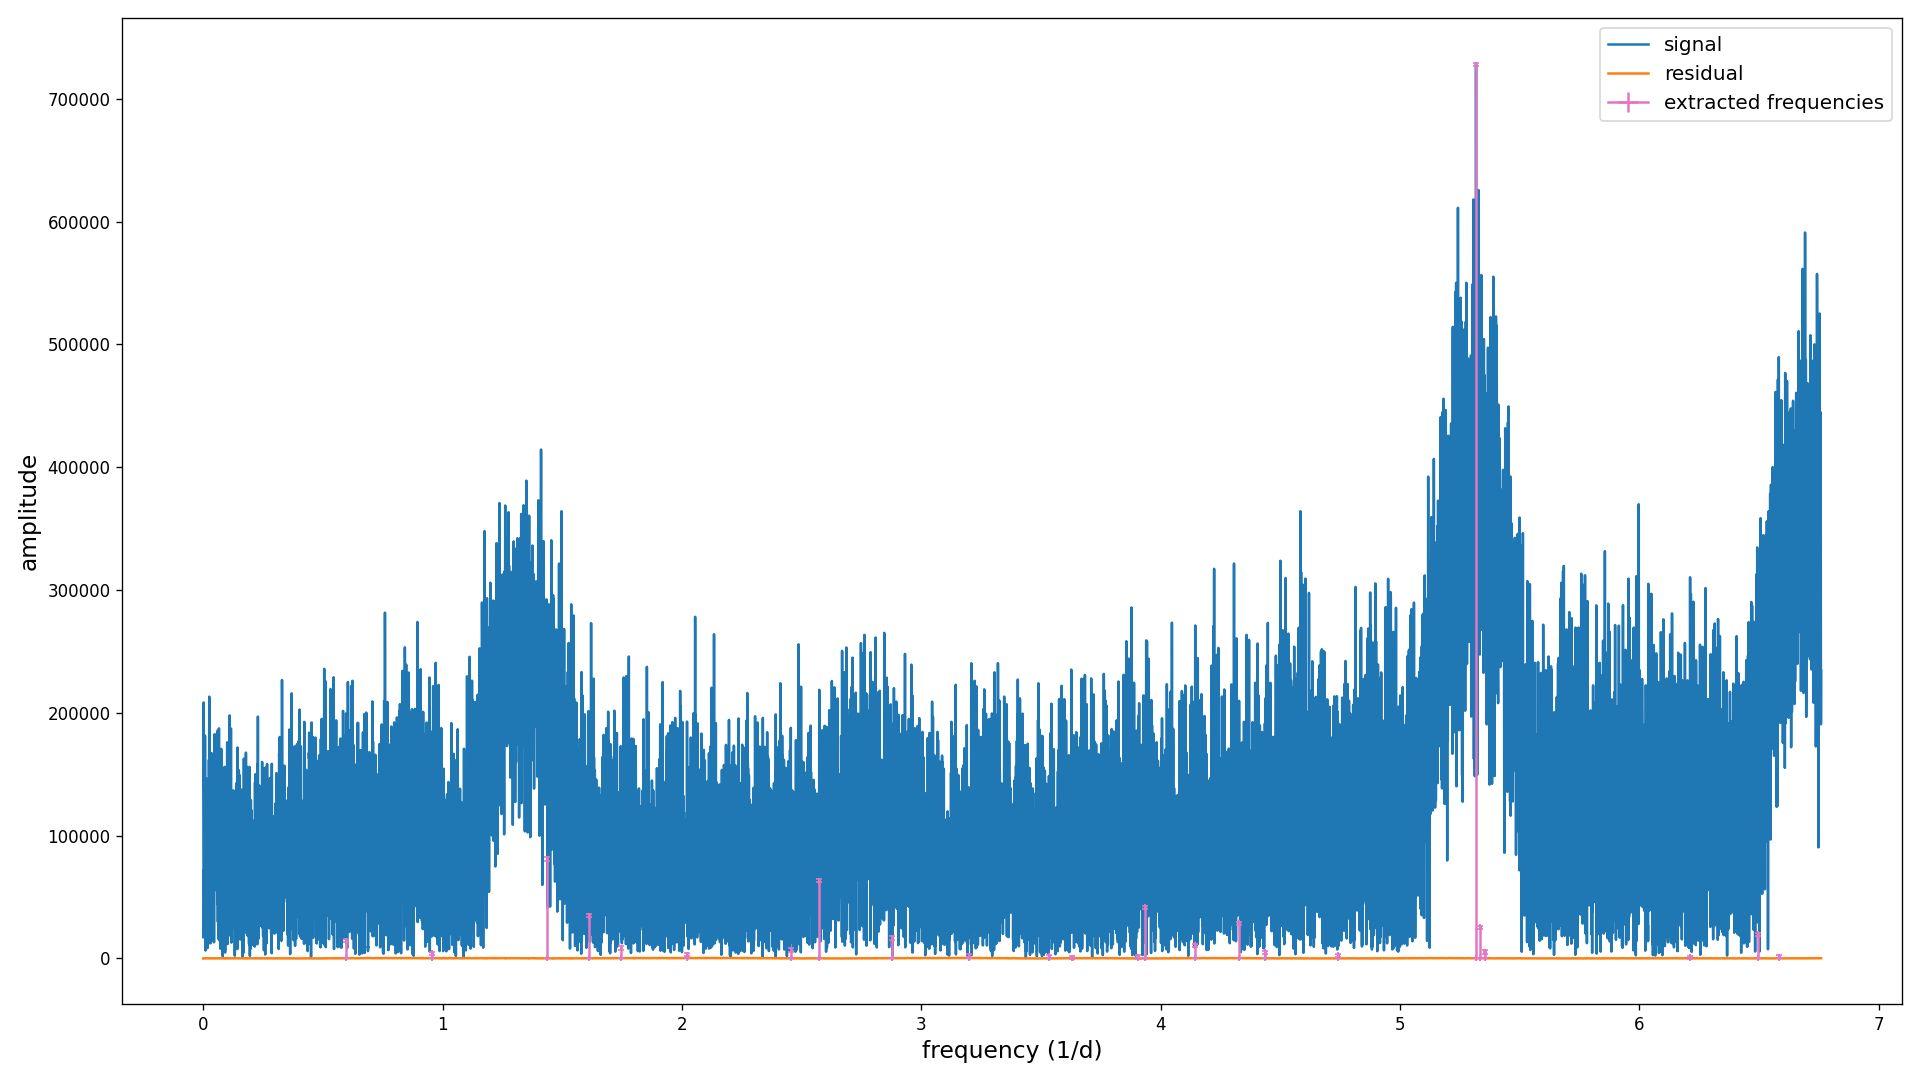 signal
residual
extracted frequencies
700000
600000
500000
400000
300000
200000
100000
0
amplitude
0 1 2 3 4 5 6 7
frequency (1/d)